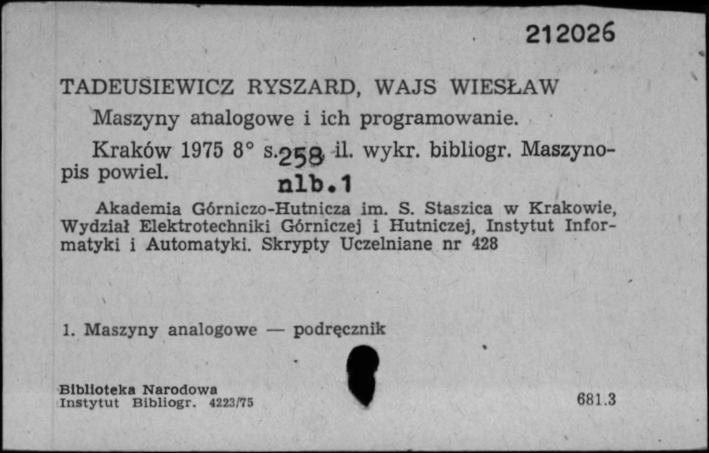 212026
TADEUSIEWICZ RYSZARD, WAJS WIESŁAW
Maszyny analogowe i ich programowanie.
Kraków 1975 8° s.258, il. wykr. bibliogr. Maszyno-
pis powiel.
nlb.1
Akademia Górniczo-Hutnicza im. S. Staszica w Krakowie,
Wydział Elektrotechniki Górniczej i Hutniczej, Instytut Infor-
matyki i Automatyki. Skrypty Uczelniane nr 428
1. Maszyny analogowe — podręcznik
Biblioteka Narodowa
Instytut Bibliogr. 4223/75
681.3